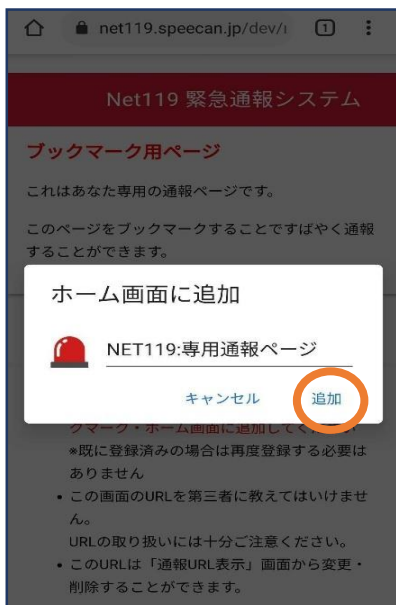 net119.speecan.jp/dev/
1
Net119 緊急通報システム
ブックマーク用ページ
これはあなた専用の通報ページです。
このページをブックマークすることですばやく通報
することができます。
ホーム画面に追加
NET119:専用通報ページ
キャンセル
追加
クマーク・ホーム画面に追加して
※既に登録済みの場合は再度登録する必要は
ありません
• この画面のURLを第三者に教えてはいけませ
ん。
URLの取り扱いには十分ご注意ください。
• このURLは「通報URL表示」画面から変更・
削除することができます。